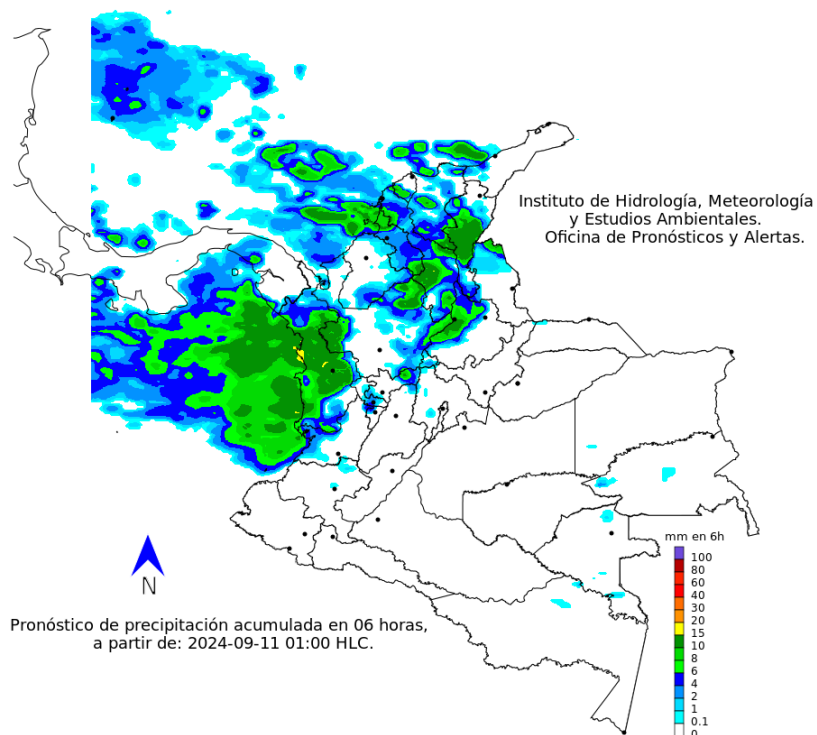 Instituto de Hidrología, Meteorología
y Estudios Ambientales.
Oficina de Pronósticos y Alertas.
mm en 6h
100
80
60
40
30
20
15
10
8
6
4
2
1
0.1
0
N
Pronóstico de precipitación acumulada en 06 horas,
a partir de: 2024-09-11 01:00 HLC.